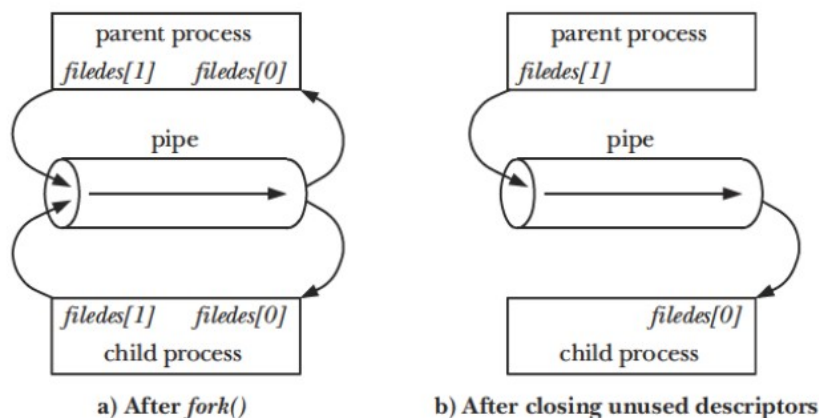 parent process
filedes[1] filedes[0]
pipe
filedes[1] filedes[0]
child process
a) After fork()
parent process
filedes[1]
pipe
filedes[0]
child process
b) After closing unused descriptors